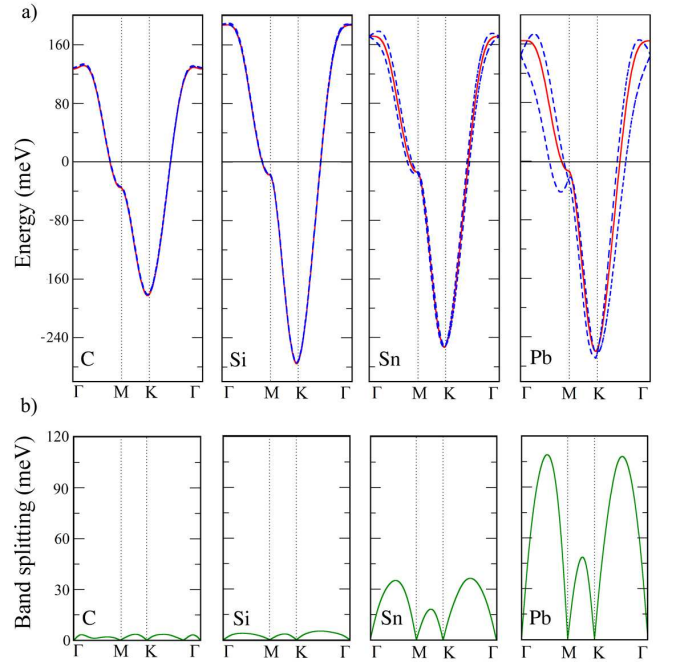 a)
Energy (meV)
160
80
0
-80
-160
-240
C
Si
Sn
Pb
Γ M K Γ Γ M K Γ Γ M K Γ Γ M K Γ
b)
Band splitting (meV)
120
90
60
30
0
C
Si
Sn
Pb
Γ M K Γ Γ M K Γ Γ M K Γ Γ M K Γ